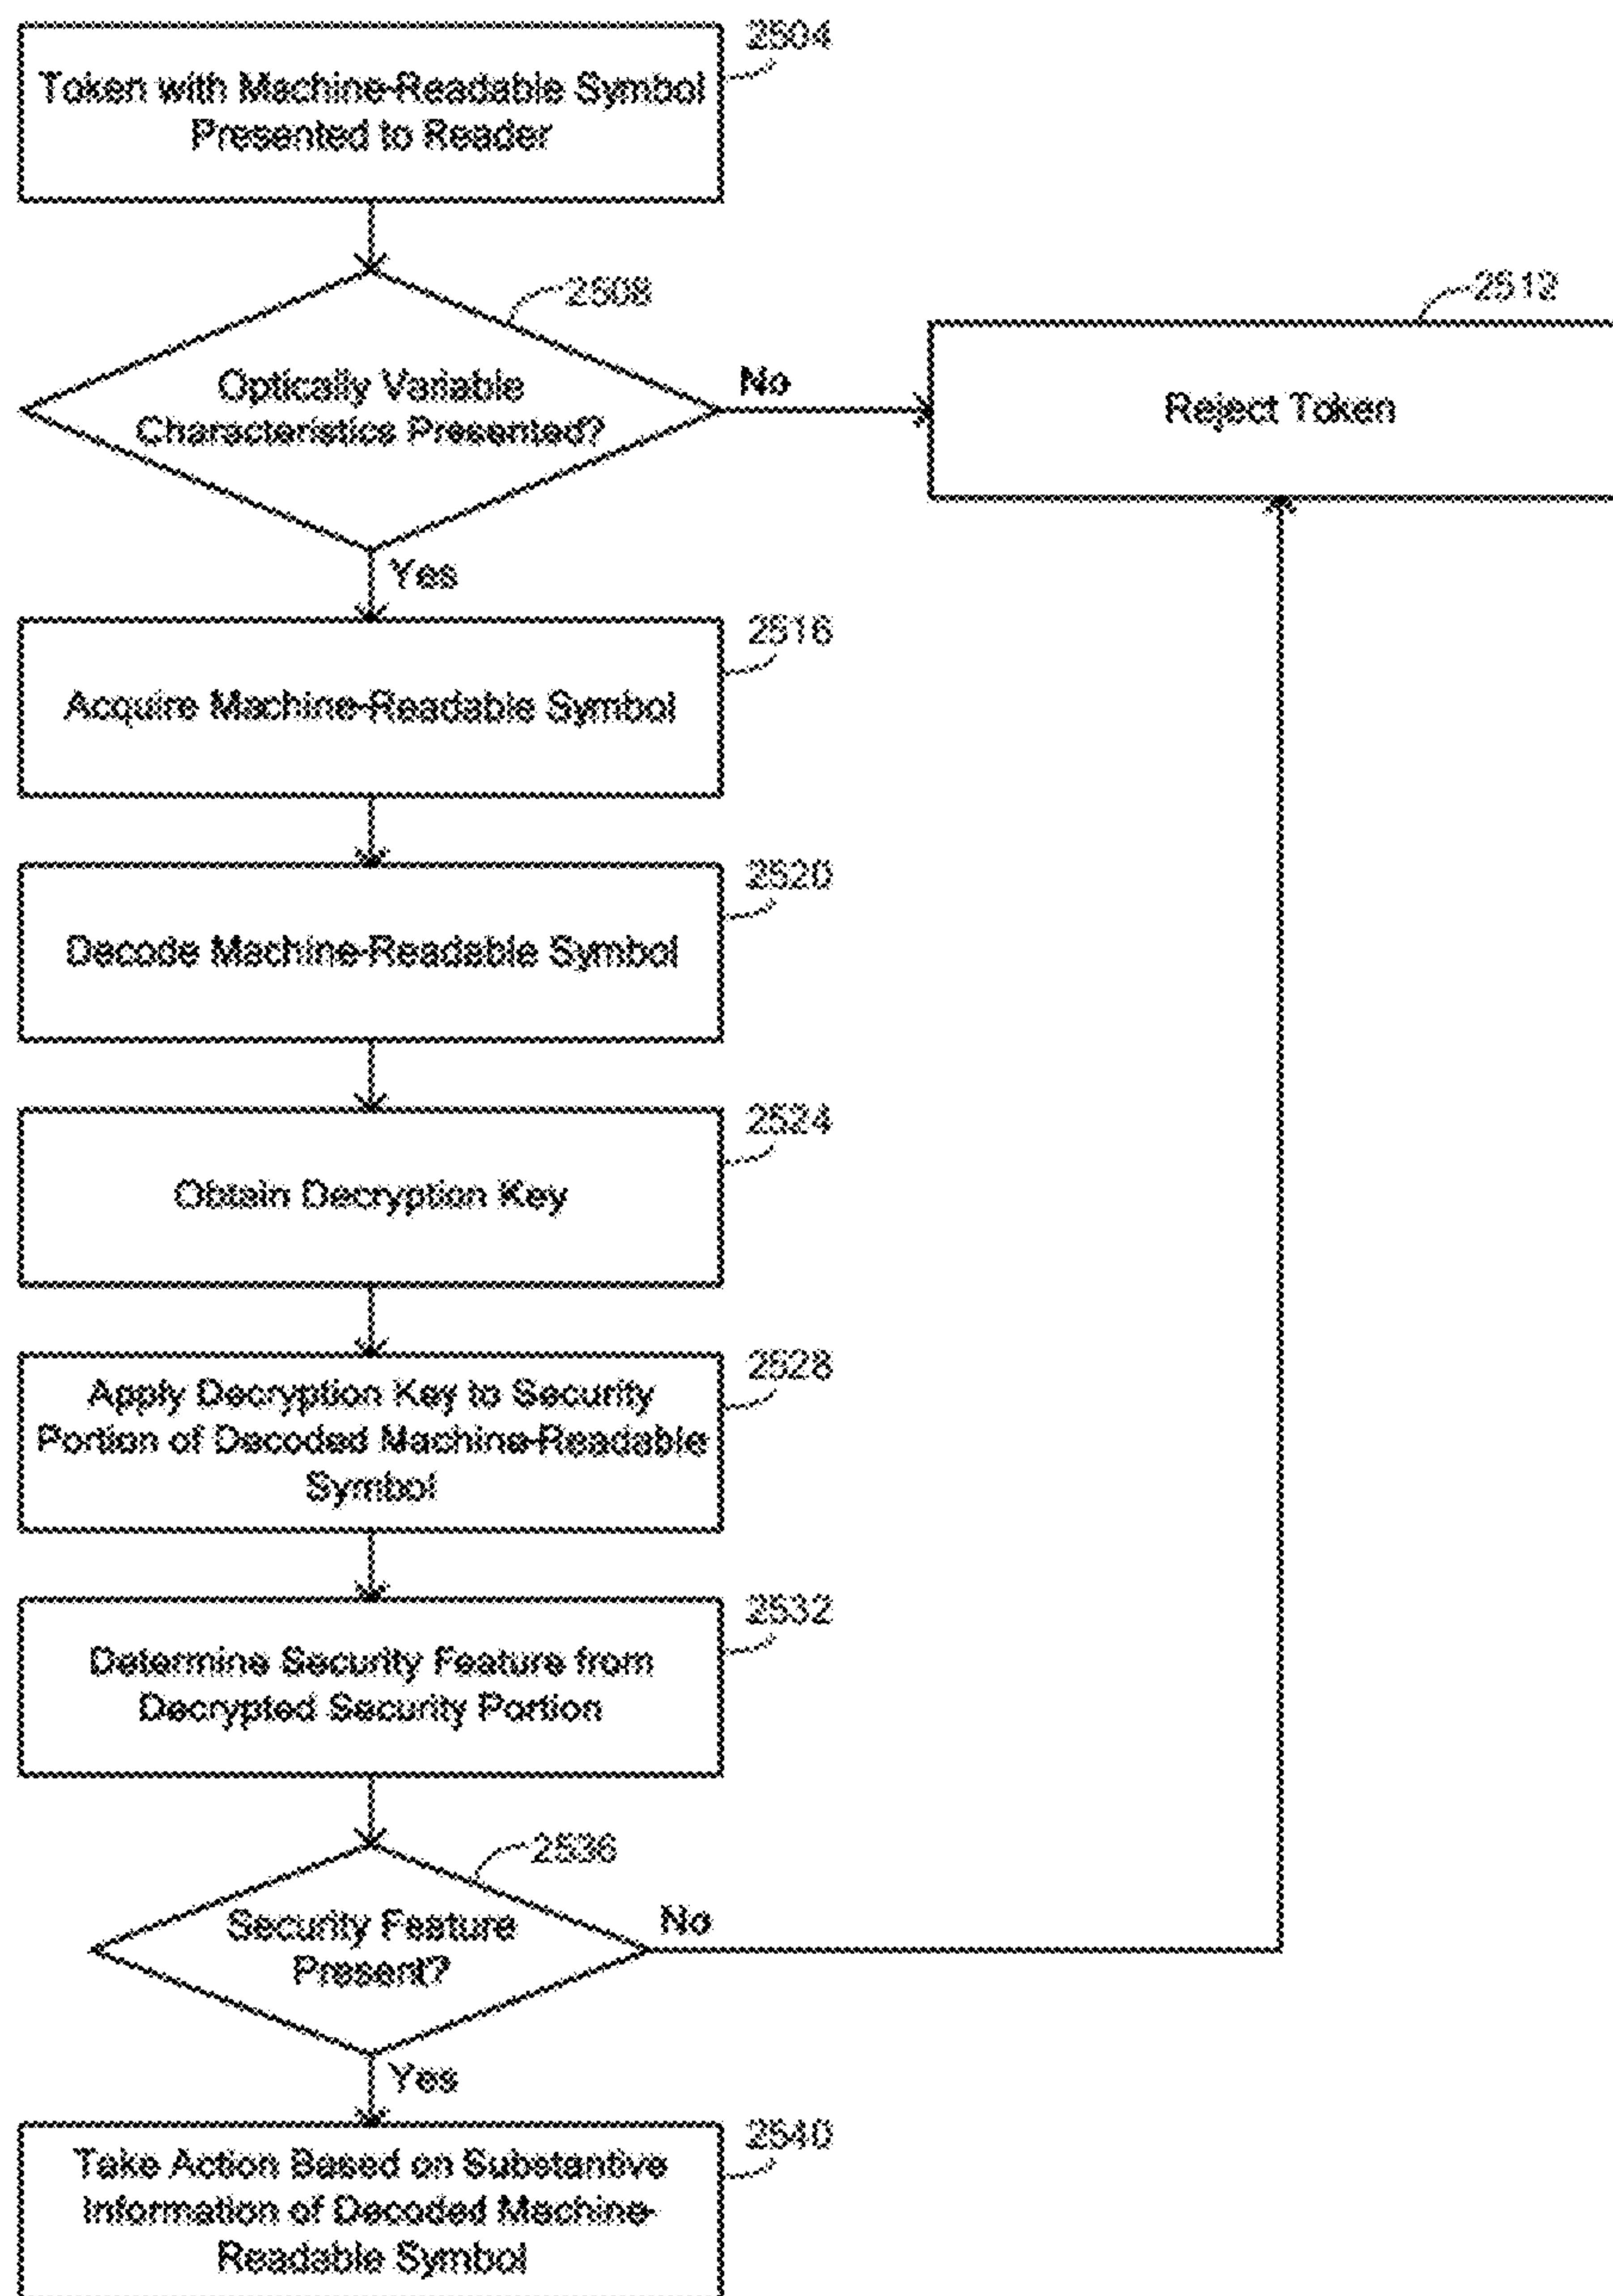 2504
Token with Machine-Readable Symbol
Presented to Reader
2508
Optically Variable
Characteristics Presented?
No
2512
Reject Token
Yes
2516
Acquire Machine-Readable Symbol
2520
Decode Machine-Readable Symbol
2524
Obtain Decryption Key
2528
Apply Decryption Key to Security
Portion of Decoded Machine-Readable
Symbol
2532
Determine Security Feature from
Decrypted Security Portion
2536
Security Feature
Present?
No
Yes
2540
Take Action Based on Substantive
Information of Decoded Machine-
Readable Symbol